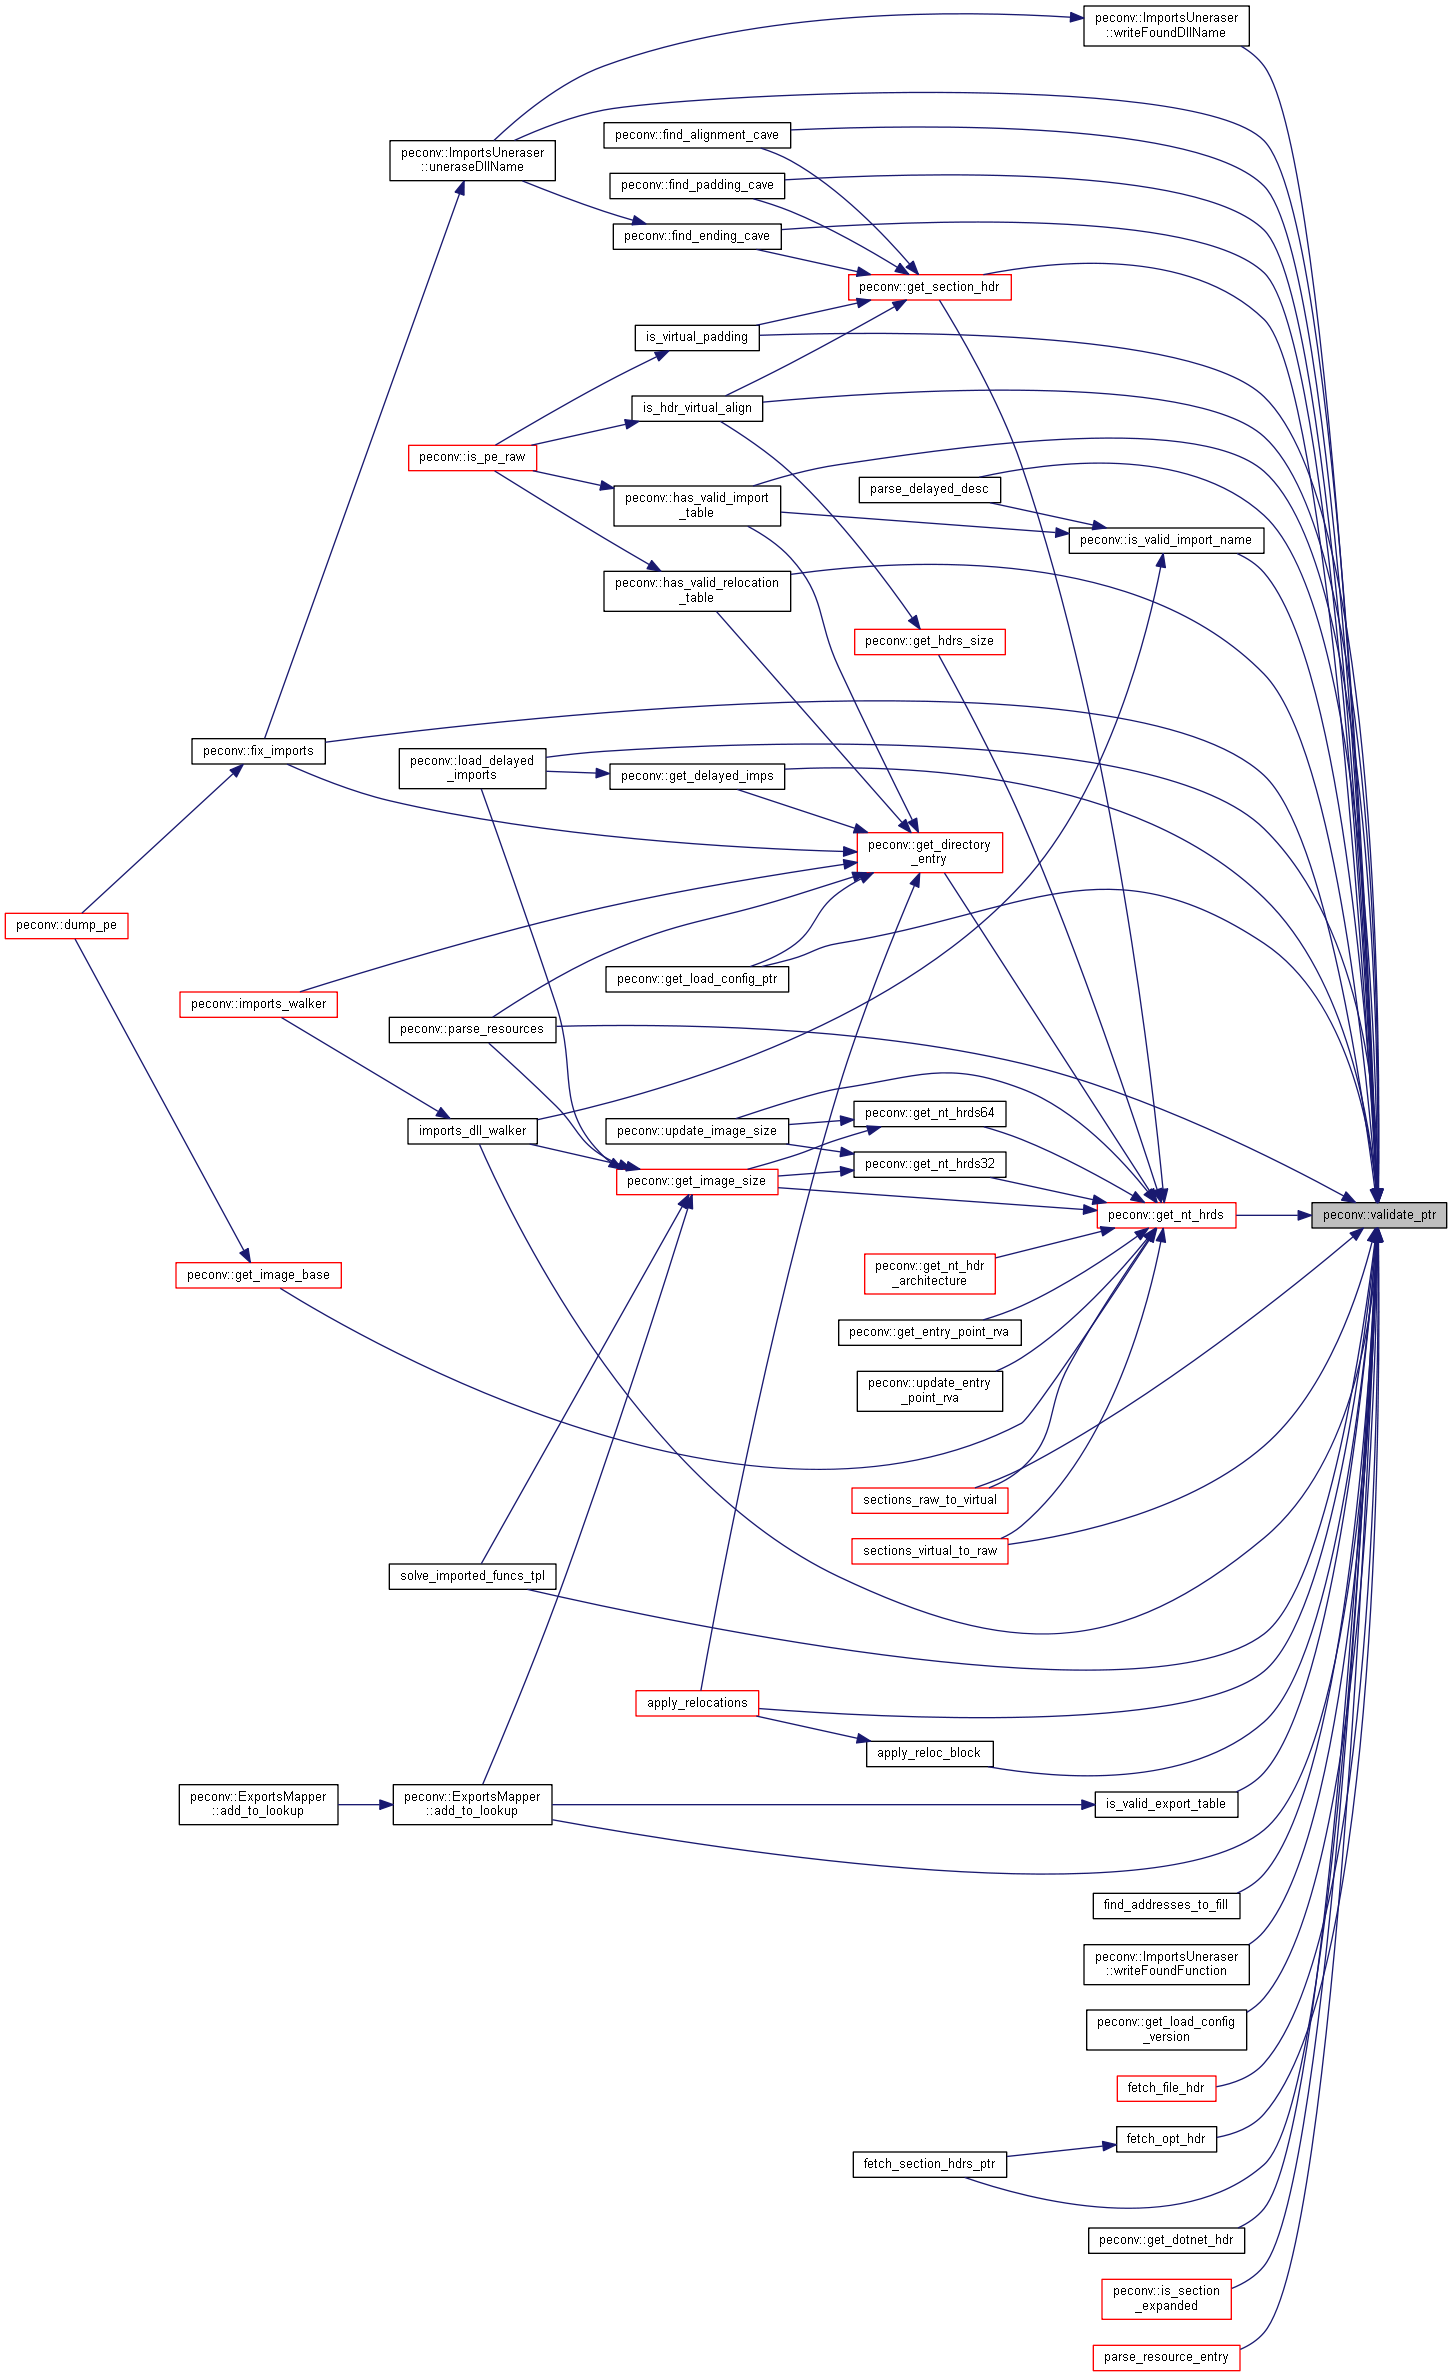 peconv::ImportsUneraser
::writeFoundDllName
peconv::find_alignment_cave
peconv::ImportsUneraser
::uneraseDllName
peconv::find_padding_cave
peconv::find_ending_cave
peconv::get_section_hdr
is_virtual_padding
is_hdr_virtual_align
peconv::is_pe_raw
peconv::has_valid_import
_table
parse_delayed_desc
peconv::is_valid_import_name
peconv::has_valid_relocation
_table
peconv::get_hdrs_size
peconv::fix_imports
peconv::load_delayed
_imports
peconv::get_delayed_imps
peconv::get_directory
_entry
peconv::dump_pe
peconv::get_load_config_ptr
peconv::imports_walker
peconv::parse_resources
peconv::get_nt_hrds64
imports_dll_walker
peconv::update_image_size
peconv::get_nt_hrds32
peconv::get_image_size
peconv::get_nt_hrds
peconv::validate_ptr
peconv::get_image_base
peconv::get_nt_hdr
_architecture
peconv::get_entry_point_rva
peconv::update_entry
_point_rva
sections_raw_to_virtual
sections_virtual_to_raw
solve_imported_funcs_tpl
apply_relocations
apply_reloc_block
peconv::ExportsMapper
::add_to_lookup
peconv::ExportsMapper
::add_to_lookup
is_valid_export_table
find_addresses_to_fill
peconv::ImportsUneraser
::writeFoundFunction
peconv::get_load_config
_version
fetch_file_hdr
fetch_opt_hdr
fetch_section_hdrs_ptr
peconv::get_dotnet_hdr
peconv::is_section
_expanded
parse_resource_entry